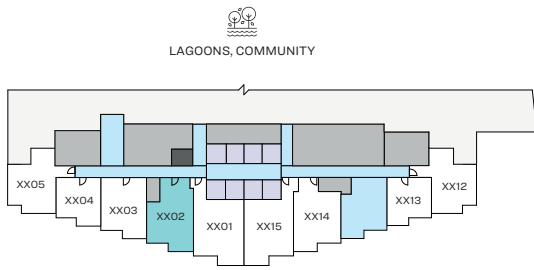 LAGOONS, COMMUNITY
XX05
XX04
XX03
XX02
XX01
XX15
XX14
XX13
XX12